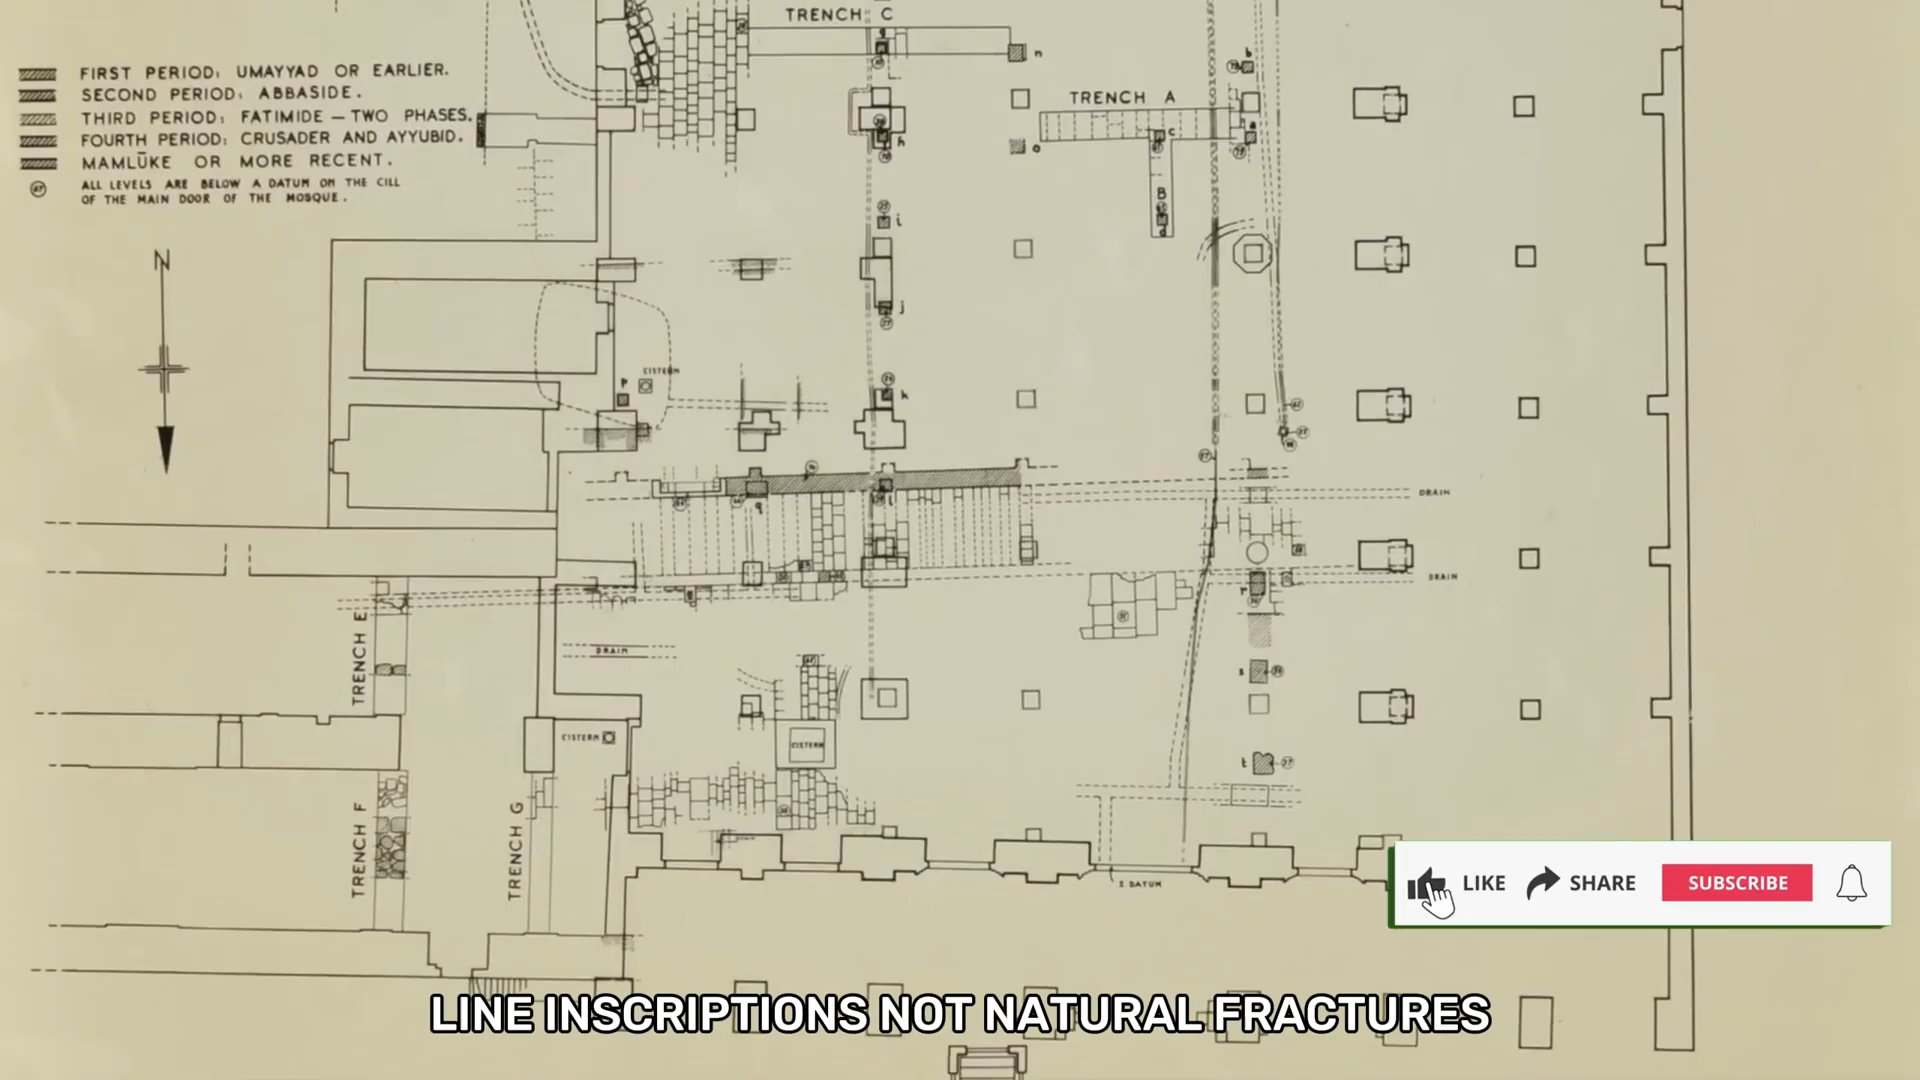 TRENCH C
FIRST PERIOD: UMAYYAD OR EARLIER.
SECOND PERIOD: ABBASIDE.
THIRD PERIOD: FATIMIDE — TWO PHASES.
FOURTH PERIOD: CRUSADER AND AYYUBID.
MAMLŪKE OR MORE RECENT.
ALL LEVELS ARE BELOW A DATUM ON THE CILL
OF THE MAIN DOOR OF THE MOSQUE.
N
n
b
TRENCH A
a
c
h
o
B
d
i
j
CISTERN
P
k
q
l
DRAIN
DRAIN
r
TRENCH E
DRAIN
s
CISTERN
CISTERN
t
TRENCH F
TRENCH G
DATUM
LIKE
SHARE
SUBSCRIBE
LINE INSCRIPTIONS NOT NATURAL FRACTURES